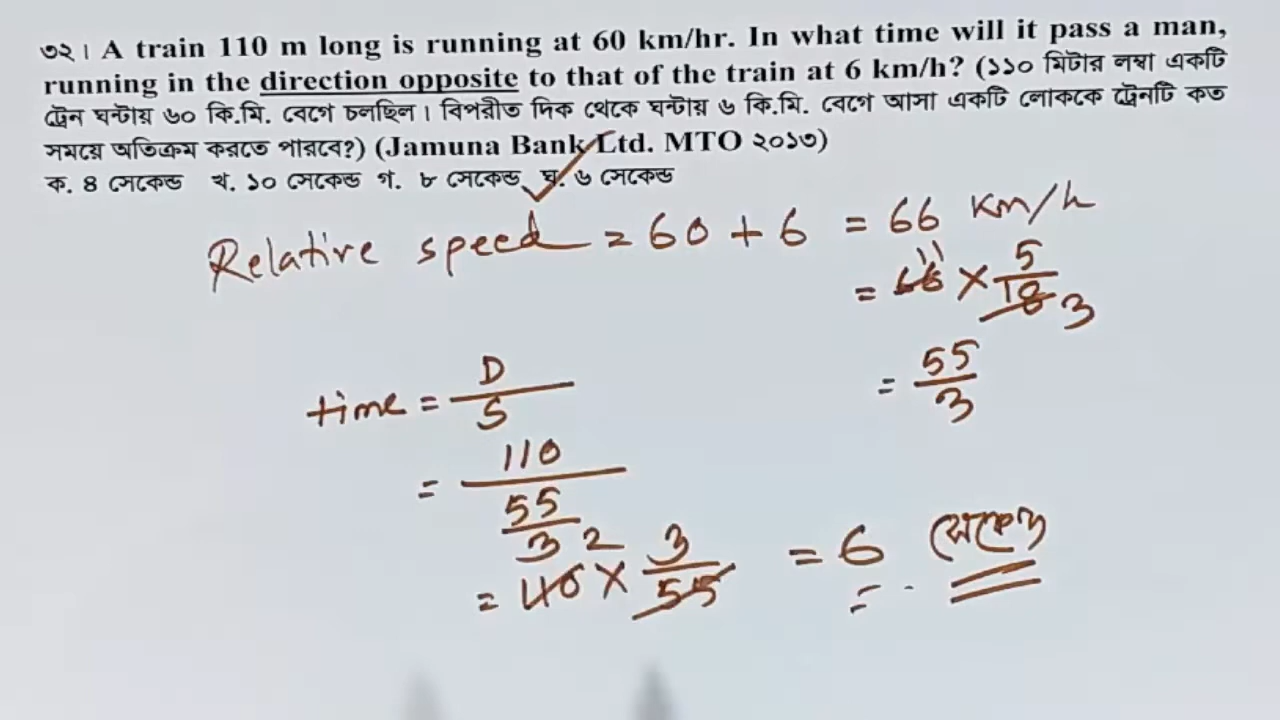 ৩২। A train 110 m long is running at 60 km/hr. In what time will it pass a man,
running in the direction opposite to that of the train at 6 km/h? (১১০ মিটার লম্বা একটি
ট্রেন ঘন্টায় ৬০ কি.মি. বেগে চলছিল। বিপরীত দিক থেকে ঘন্টায় ৬ কি.মি. বেগে আসা একটি লোককে ট্রেনটি কত
সময়ে অতিক্রম করতে পারবে?) (Jamuna Bank Ltd. MTO ২০১৩)
ক. ৪ সেকেন্ড খ. ১০ সেকেন্ড গ. ৮ সেকেন্ড ঘ. ৬ সেকেন্ড
Relative speed = 60 + 6 = 66 km/h
11
= 66 × 5/18 3
= 55/3
time = D/S
= 110
55/3
2
= 110 × 3/55 = 6 সেকেন্ড